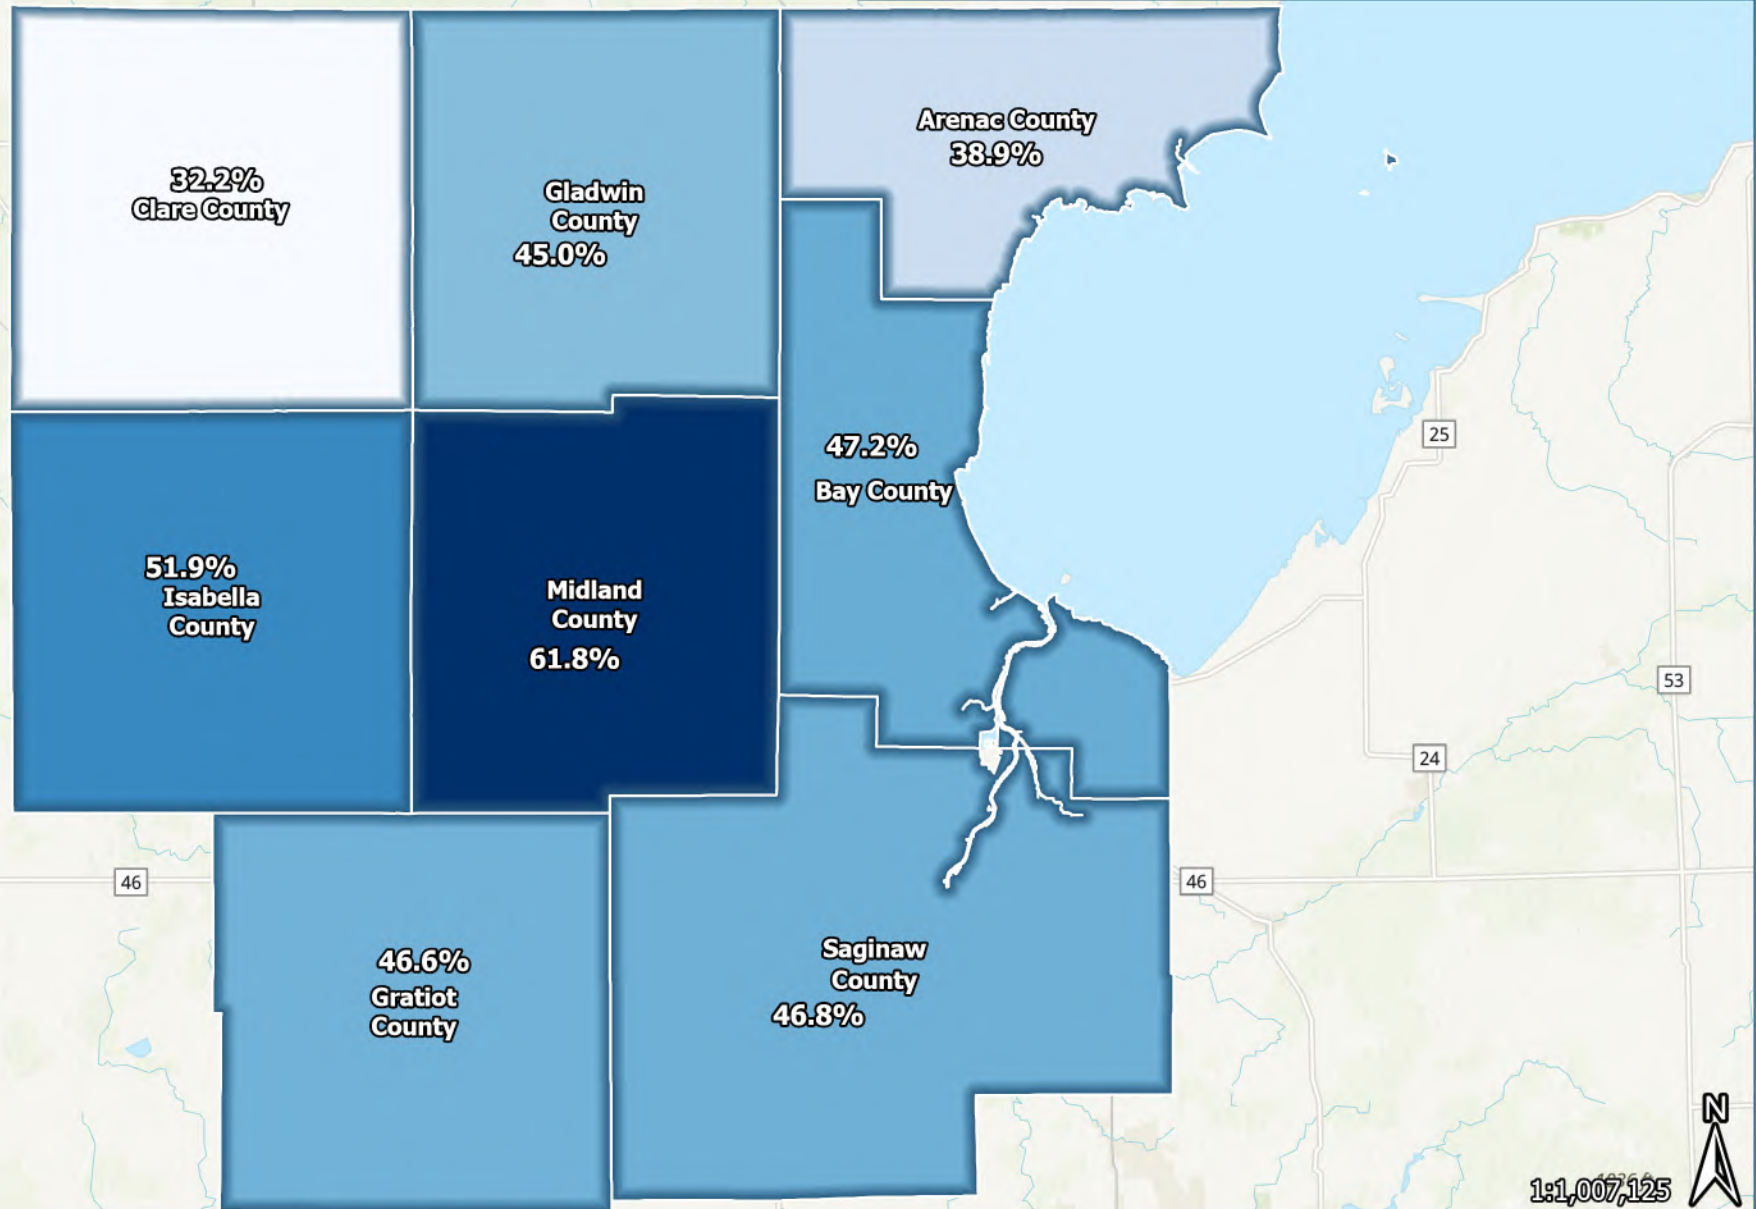 Arenac County
38.9%
32.2%
Clare County
Gladwin
County
45.0%
47.2%
Bay County
25
51.9%
Isabella
County
Midland
County
61.8%
53
24
46
46
46.6%
Gratiot
County
Saginaw
County
46.8%
N
1:1,007,125